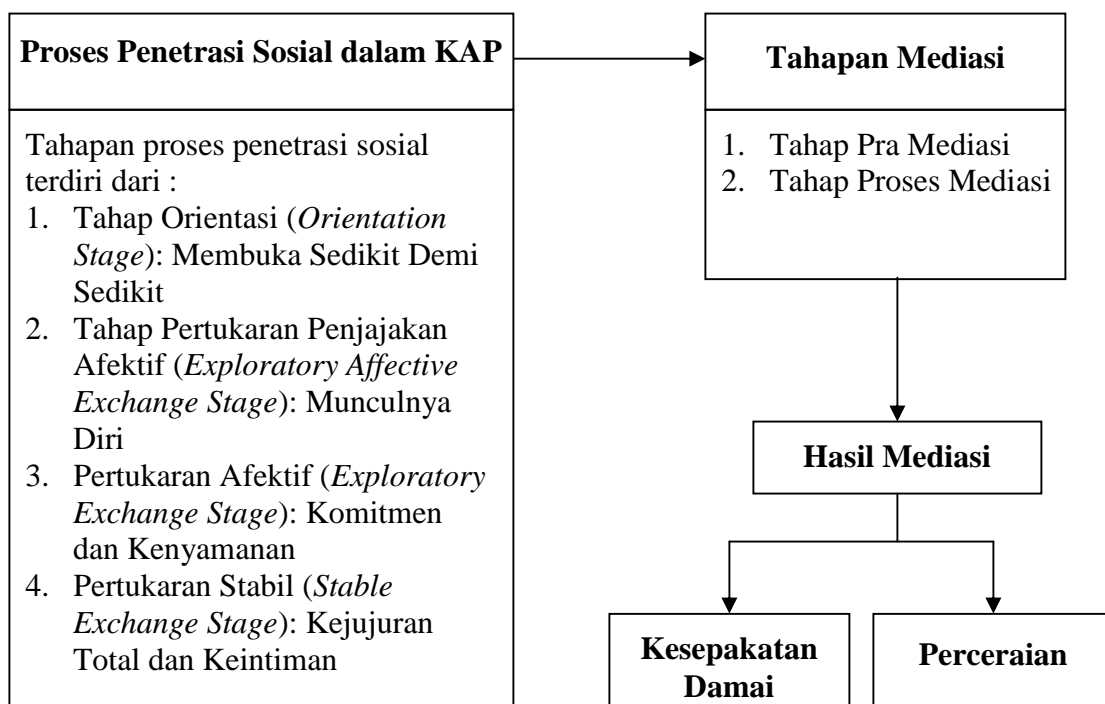 Proses Penetrasi Sosial dalam KAP
Tahapan proses penetrasi sosial
terdiri dari :
1. Tahap Orientasi (Orientation
Stage): Membuka Sedikit Demi
Sedikit
2. Tahap Pertukaran Penjajakan
Afektif (Exploratory Affective
Exchange Stage): Munculnya
Diri
3. Pertukaran Afektif (Exploratory
Exchange Stage): Komitmen
dan Kenyamanan
4. Pertukaran Stabil (Stable
Exchange Stage): Kejujuran
Total dan Keintiman
Tahapan Mediasi
1. Tahap Pra Mediasi
2. Tahap Proses Mediasi
Hasil Mediasi
Kesepakatan
Damai
Perceraian